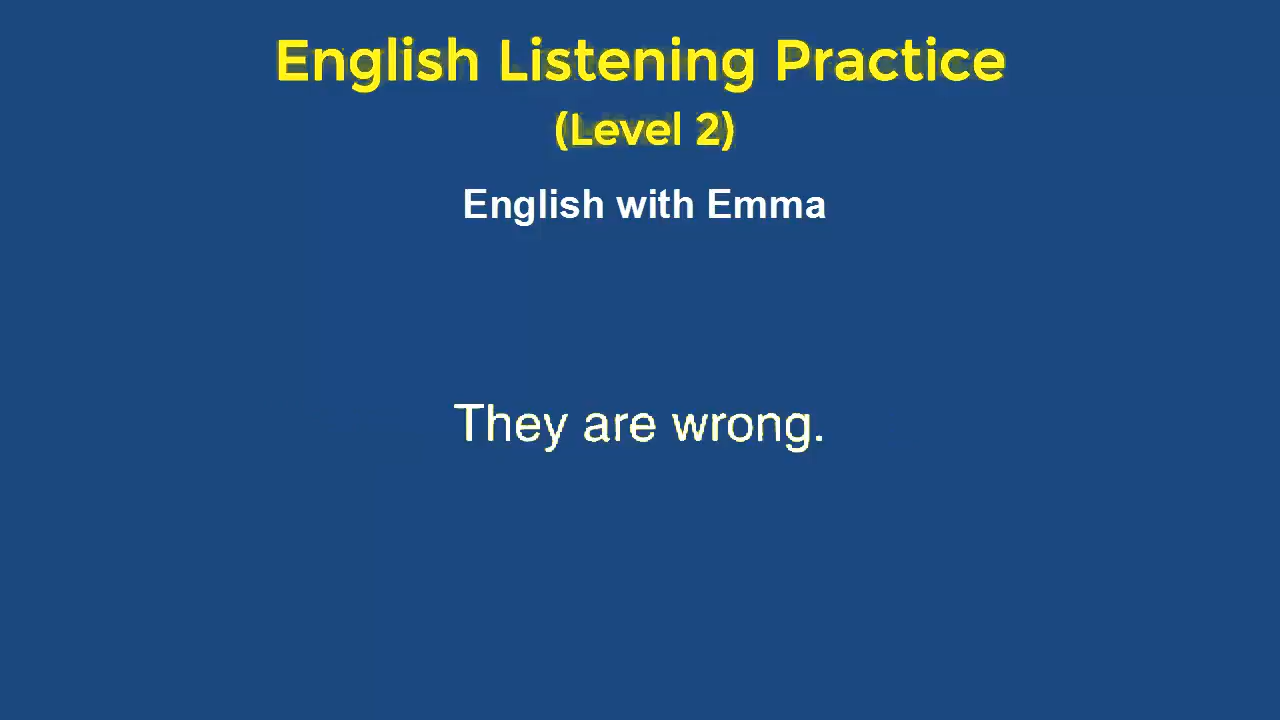 English Listening Practice
(Level 2)
English with Emma
They are wrong.